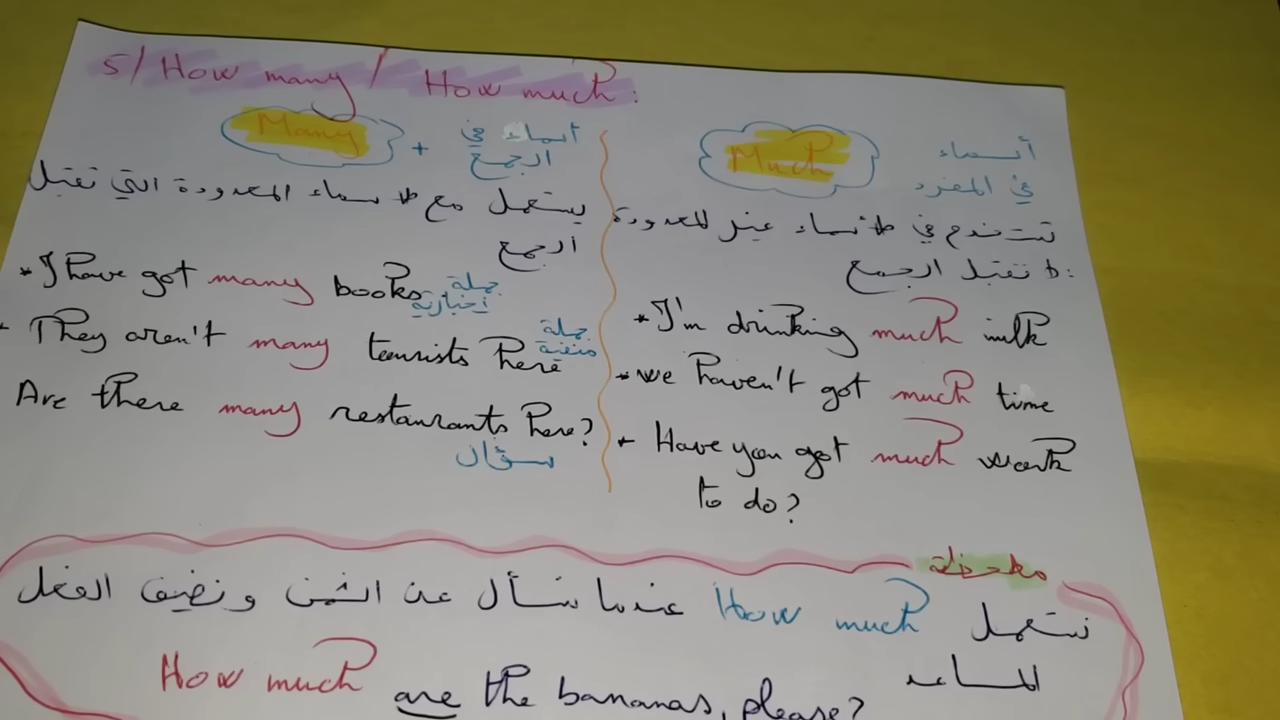 5/ How many / How much:
Many + أسماء في الجمع
يستعمل مع الأسماء المعدودة التي تقبل
الجمع
* I have got many books جملة إخبارية
- They aren't many tourists here جملة منفية
Are there many restaurants here?
سؤال
Much أسماء في المفرد
تستخدم في الأسماء غير المعدودة
لا تقبل الجمع:
* I'm drinking much milk
* we haven't got much time
* Have you got much work
to do?
ملاحظة
نستعمل How much عندما نسأل عن الثمن ونضيف الفعل
المساعد
How much are the bananas, please?